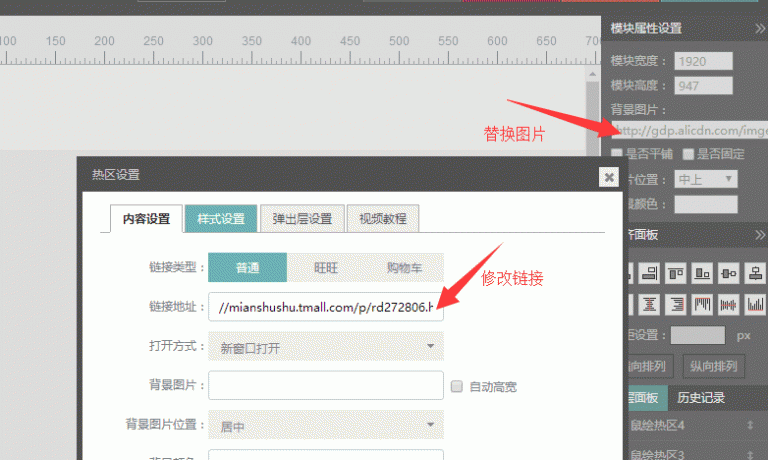 100 150 200 250 300 350 400 450 500 550 600 650 700
模块属性设置
模块宽度： 1920
模块高度： 947
背景图片：
替换图片
http://gdp.alicdn.com/imge
是否平铺 是否固定
片位置： 中上
颜色：
热区设置
齐面板
内容设置 样式设置 弹出层设置 视频教程
链接类型： 普通 旺旺 购物车
修改链接
链接地址： //mianshushu.tmall.com/p/rd272806.h
打开方式： 新窗口打开
距设置： px
向排列 纵向排列
背景图片： 自动高宽
层面板 历史记录
背景图片位置： 居中
鼠绘热区4
鼠绘热区3